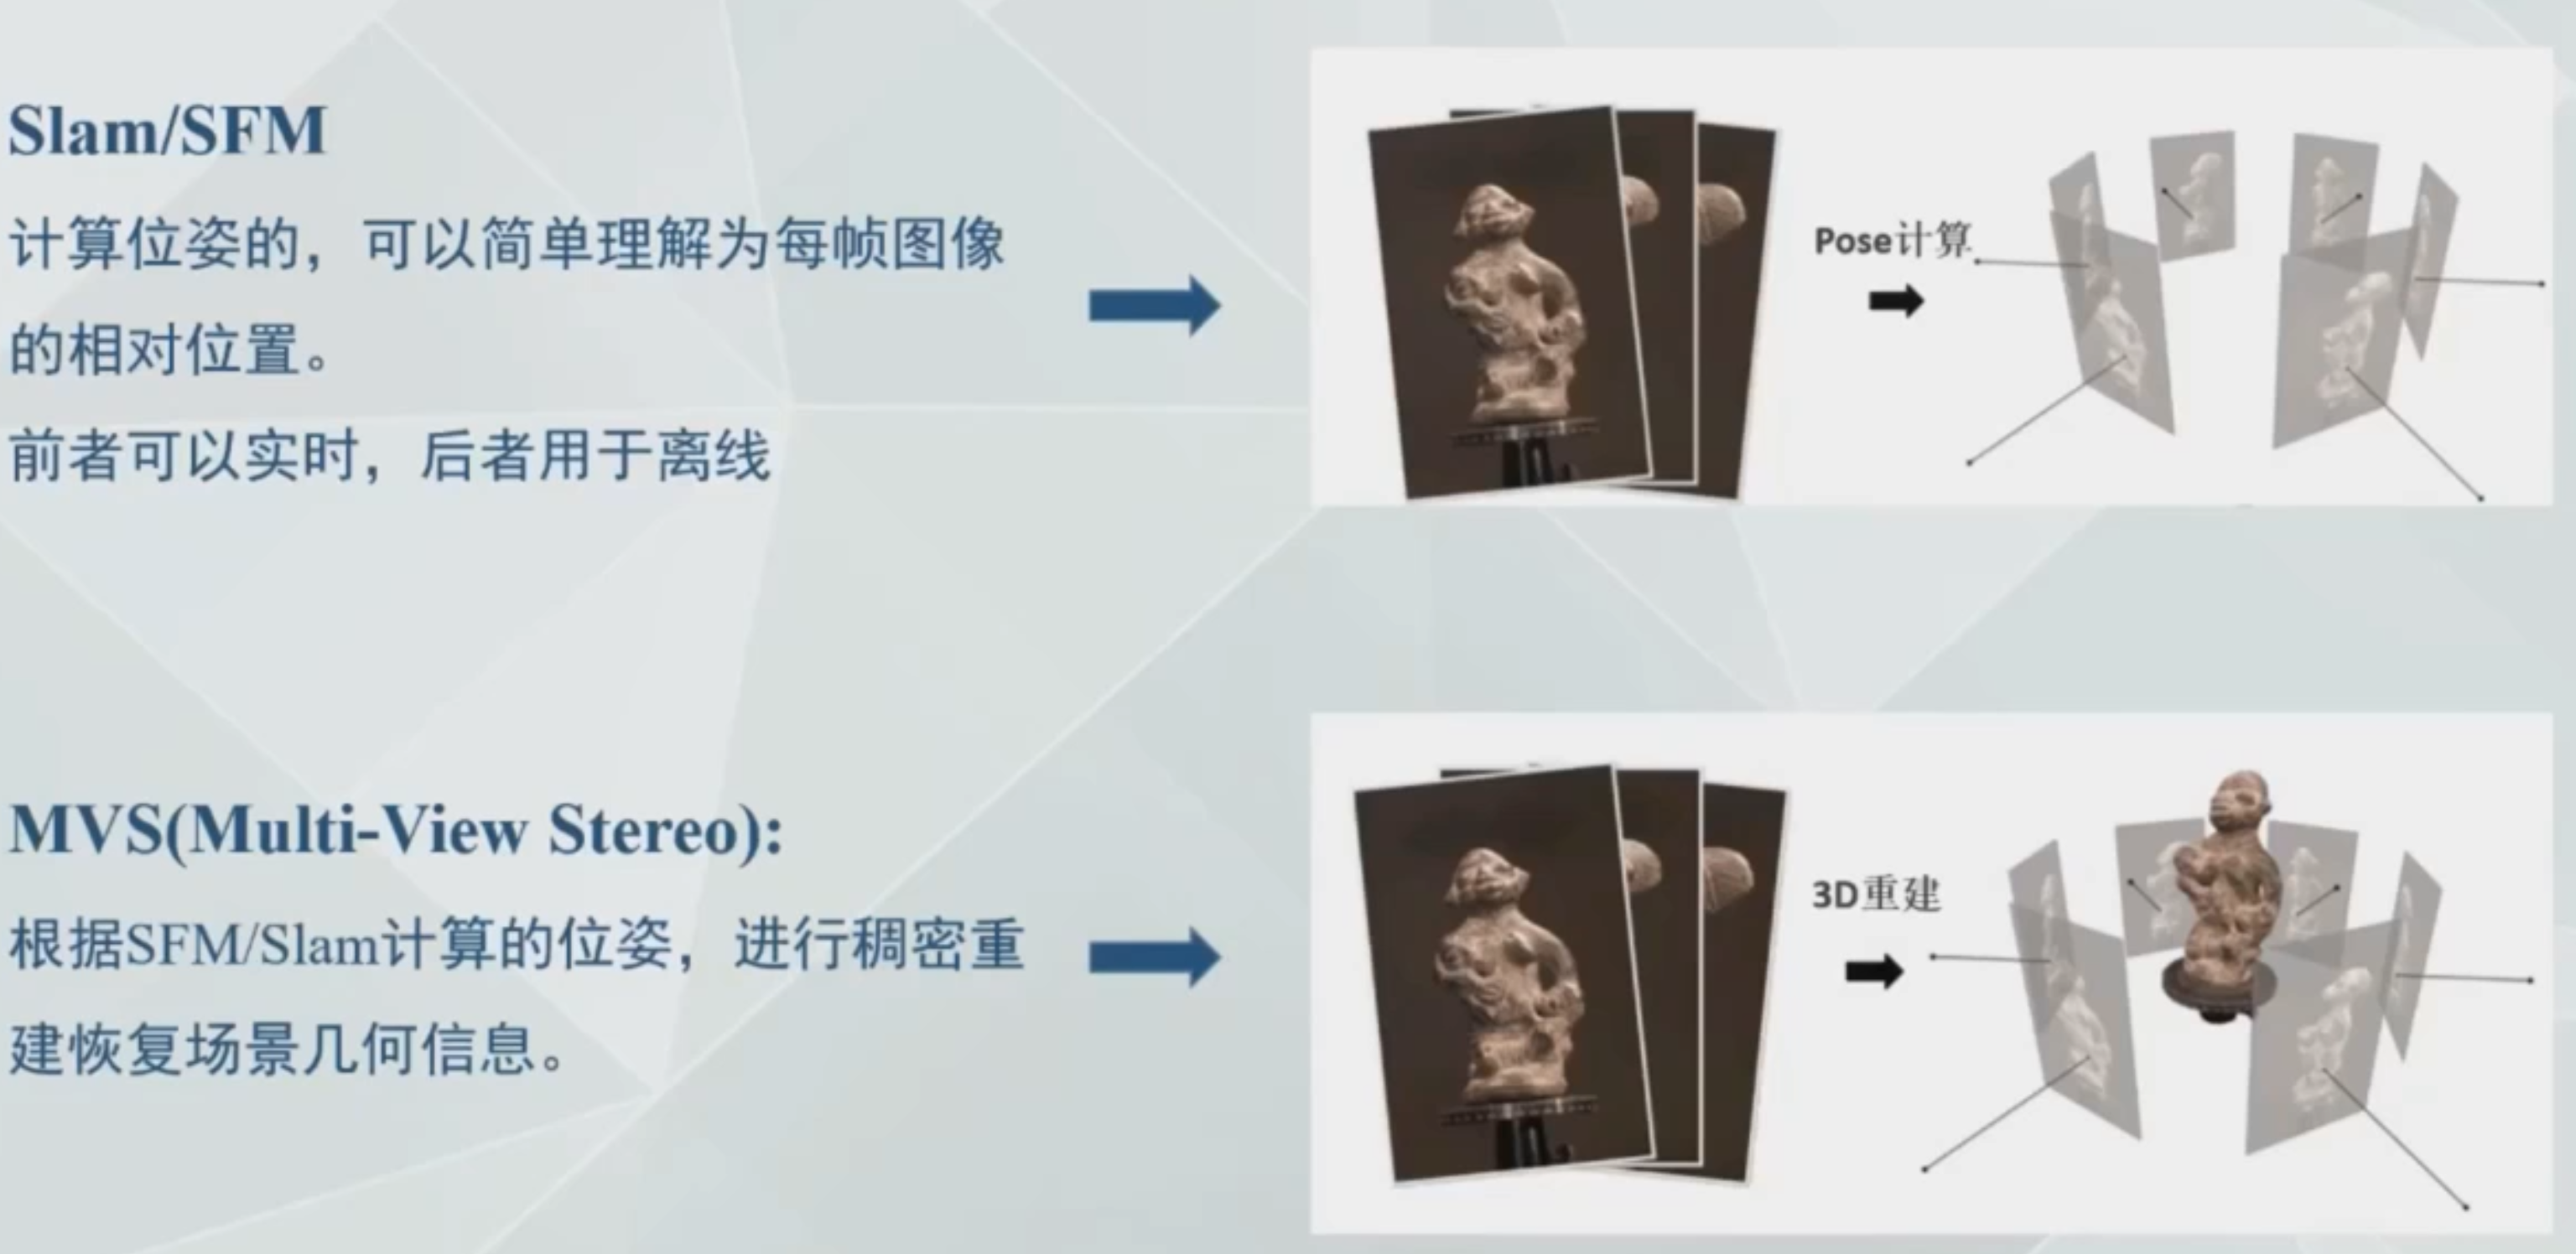 Slam/SFM
计算位姿的，可以简单理解为每帧图像
的相对位置。
前者可以实时，后者用于离线
Pose计算
MVS(Multi-View Stereo):
根据SFM/Slam计算的位姿，进行稠密重
建恢复场景几何信息。
3D重建